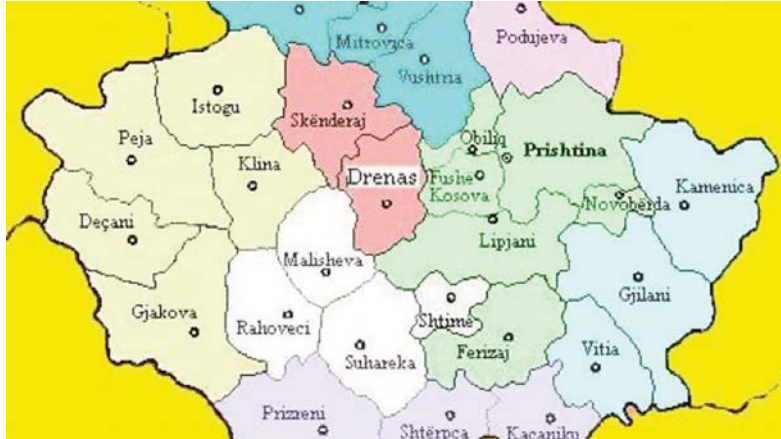 Mitrovica
Podujeva
Vushtria
Istogu
Skënderaj
Peja
Obiliq
Prishtina
Klina
Drenas
Fushe
Kosova
Kamenica
Novobërda
Deçani
Lipjani
Malisheva
Gjilani
Gjakova
Rahoveci
Shtime
Suhareka
Ferizaj
Vitia
Prizreni
Shtërpca
Kaçaniku